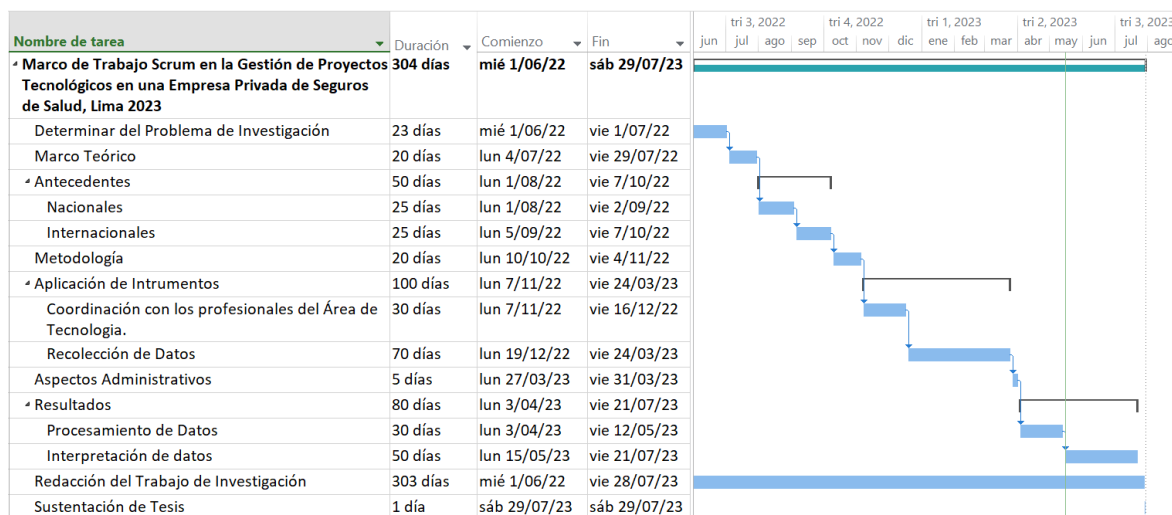 tri 3, 2022 tri 4, 2022 tri 1, 2023 tri 2, 2023 tri 3, 2023
Nombre de tarea Duración Comienzo Fin jun jul ago sep oct nov dic ene feb mar abr may jun jul ago
Marco de Trabajo Scrum en la Gestión de Proyectos 304 días mié 1/06/22 sáb 29/07/23
Tecnológicos en una Empresa Privada de Seguros
de Salud, Lima 2023
Determinar del Problema de Investigación 23 días mié 1/06/22 vie 1/07/22
Marco Teórico 20 días lun 4/07/22 vie 29/07/22
Antecedentes 50 días lun 1/08/22 vie 7/10/22
Nacionales 25 días lun 1/08/22 vie 2/09/22
Internacionales 25 días lun 5/09/22 vie 7/10/22
Metodología 20 días lun 10/10/22 vie 4/11/22
Aplicación de Intrumentos 100 días lun 7/11/22 vie 24/03/23
Coordinación con los profesionales del Área de 30 días lun 7/11/22 vie 16/12/22
Tecnologia.
Recolección de Datos 70 días lun 19/12/22 vie 24/03/23
Aspectos Administrativos 5 días lun 27/03/23 vie 31/03/23
Resultados 80 días lun 3/04/23 vie 21/07/23
Procesamiento de Datos 30 días lun 3/04/23 vie 12/05/23
Interpretación de datos 50 días lun 15/05/23 vie 21/07/23
Redacción del Trabajo de Investigación 303 días mié 1/06/22 vie 28/07/23
Sustentación de Tesis 1 día sáb 29/07/23 sáb 29/07/23